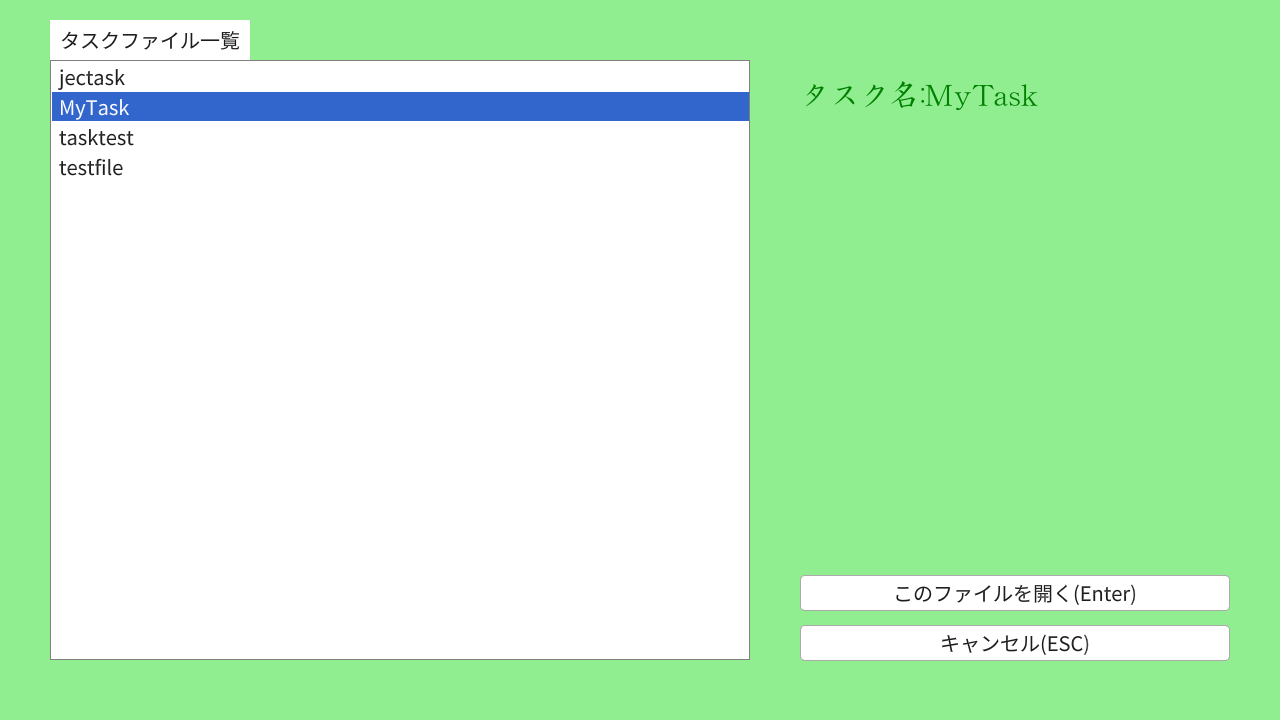 タスクファイル一覧
jectask
MyTask
tasktest
testfile
タスク名:MyTask
このファイルを開く(Enter)
キャンセル(ESC)